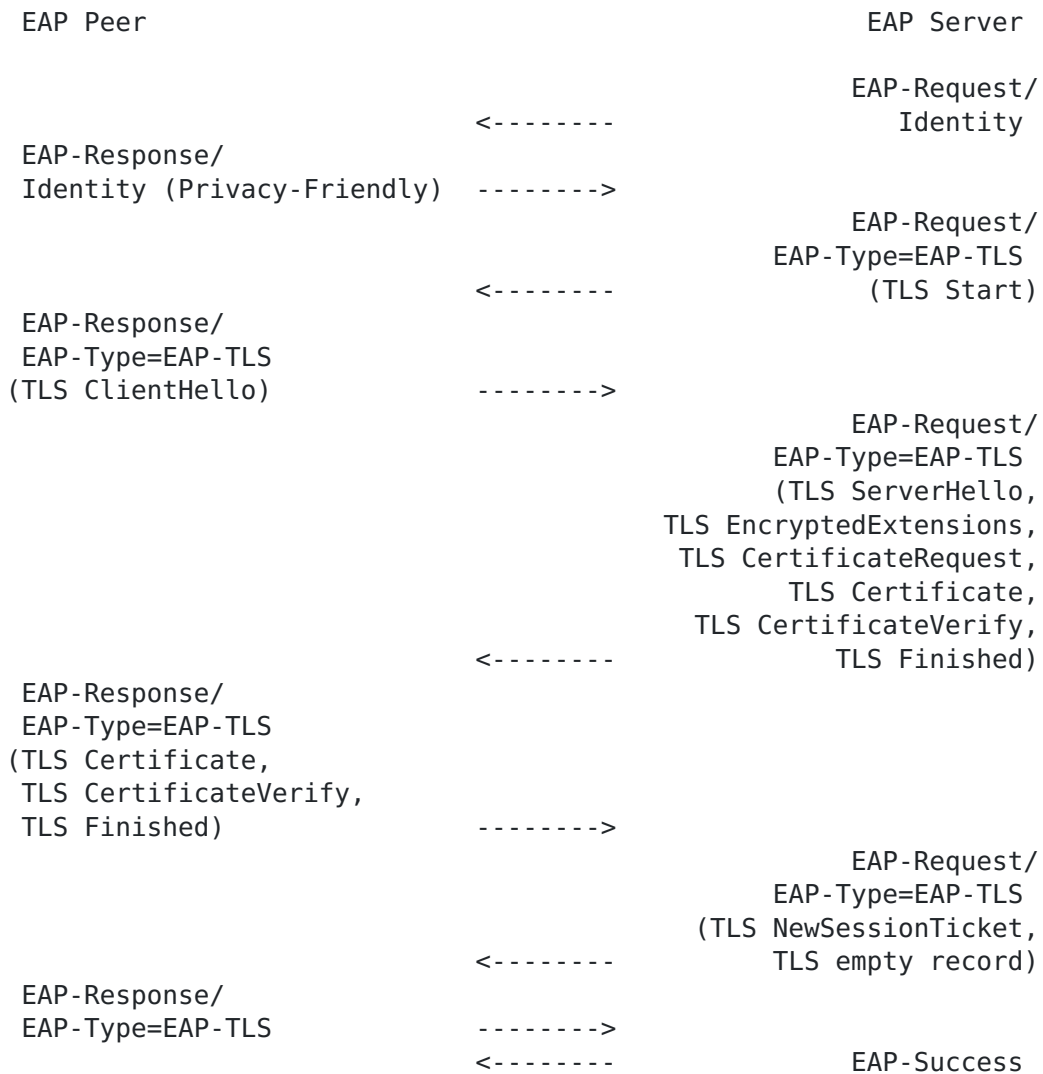 EAP Peer                                              EAP Server
EAP-Request/
<--------                  Identity
EAP-Response/
Identity (Privacy-Friendly)  -------->
EAP-Request/
EAP-Type=EAP-TLS
<--------                (TLS Start)
EAP-Response/
EAP-Type=EAP-TLS
(TLS ClientHello)             -------->
EAP-Request/
EAP-Type=EAP-TLS
(TLS ServerHello,
TLS EncryptedExtensions,
TLS CertificateRequest,
TLS Certificate,
TLS CertificateVerify,
<--------              TLS Finished)
EAP-Response/
EAP-Type=EAP-TLS
(TLS Certificate,
TLS CertificateVerify,
TLS Finished)                -------->
EAP-Request/
EAP-Type=EAP-TLS
(TLS NewSessionTicket,
<--------          TLS empty record)
EAP-Response/
EAP-Type=EAP-TLS             -------->
<--------               EAP-Success